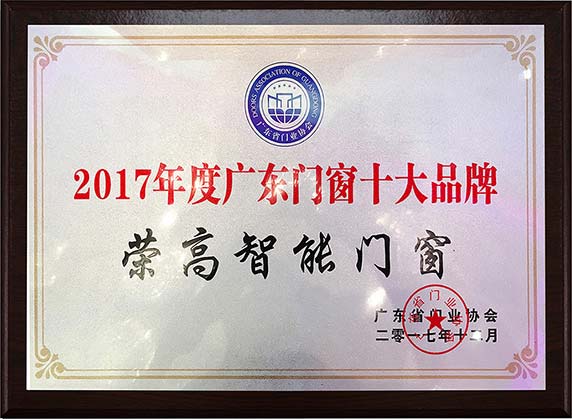 DOORS ASSOCIATION OF GUANGDONG
广东省门业协会
2017年度广东门窗十大品牌
荣高智能门窗
广东省门业协会
二零一七年十二月